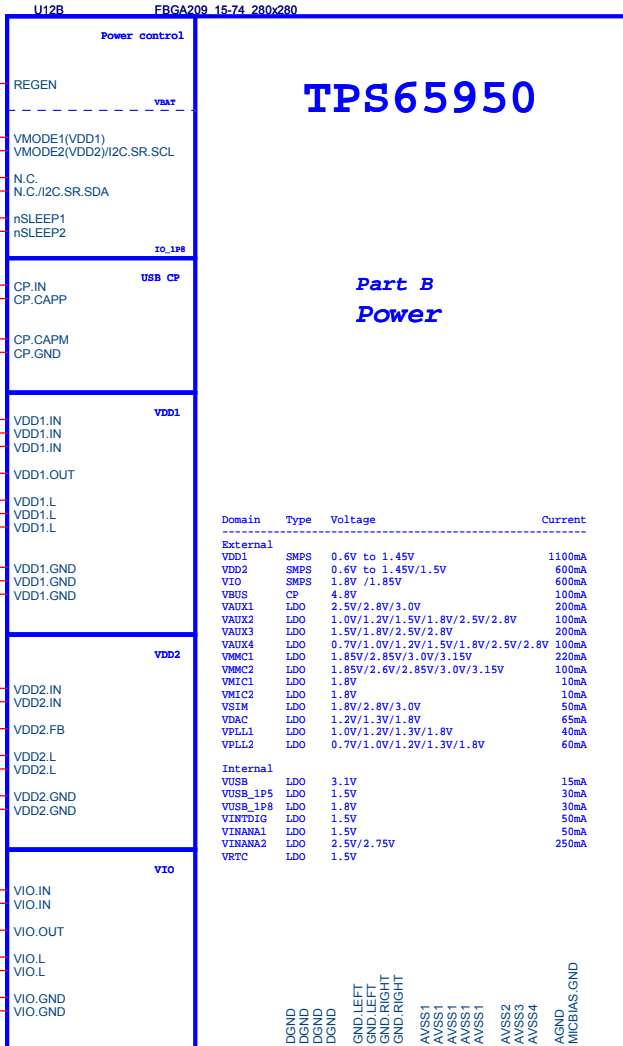 U12B FBGA209_15-74_280x280
Power control
REGEN
VBAT
VMODE1(VDD1)
VMODE2(VDD2)/I2C.SR.SCL
N.C.
N.C./I2C.SR.SDA
nSLEEP1
nSLEEP2
IO_1P8
USB CP
CP.IN
CP.CAPP
CP.CAPM
CP.GND
VDD1
VDD1.IN
VDD1.IN
VDD1.IN
VDD1.OUT
VDD1.L
VDD1.L
VDD1.L
VDD1.GND
VDD1.GND
VDD1.GND
VDD2
VDD2.IN
VDD2.IN
VDD2.FB
VDD2.L
VDD2.L
VDD2.GND
VDD2.GND
VIO
VIO.IN
VIO.IN
VIO.OUT
VIO.L
VIO.L
VIO.GND
VIO.GND
TPS65950
Part B
Power
Domain Type Voltage Current
External
VDD1 SMPS 0.6V to 1.45V 1100mA
VDD2 SMPS 0.6V to 1.45V/1.5V 600mA
VIO SMPS 1.8V /1.85V 600mA
VBUS CP 4.8V 100mA
VAUX1 LDO 2.5V/2.8V/3.0V 200mA
VAUX2 LDO 1.0V/1.2V/1.5V/1.8V/2.5V/2.8V 100mA
VAUX3 LDO 1.5V/1.8V/2.5V/2.8V 200mA
VAUX4 LDO 0.7V/1.0V/1.2V/1.5V/1.8V/2.5V/2.8V 100mA
VMMC1 LDO 1.85V/2.85V/3.0V/3.15V 220mA
VMMC2 LDO 1.85V/2.6V/2.85V/3.0V/3.15V 100mA
VMIC1 LDO 1.8V 10mA
VMIC2 LDO 1.8V 10mA
VSIM LDO 1.8V/2.8V/3.0V 50mA
VDAC LDO 1.2V/1.3V/1.8V 65mA
VPLL1 LDO 1.0V/1.2V/1.3V/1.8V 40mA
VPLL2 LDO 0.7V/1.0V/1.2V/1.3V/1.8V 60mA
Internal
VUSB LDO 3.1V 15mA
VUSB_1P5 LDO 1.5V 30mA
VUSB_1P8 LDO 1.8V 30mA
VINTDIG LDO 1.5V 50mA
VINANA1 LDO 1.5V 50mA
VINANA2 LDO 2.5V/2.75V 250mA
VRTC LDO 1.5V
DGND
DGND
DGND
DGND
GND.LEFT
GND.LEFT
GND.RIGHT
GND.RIGHT
AVSS1
AVSS1
AVSS1
AVSS1
AVSS1
AVSS2
AVSS3
AVSS4
AGND
MICBIAS.GND